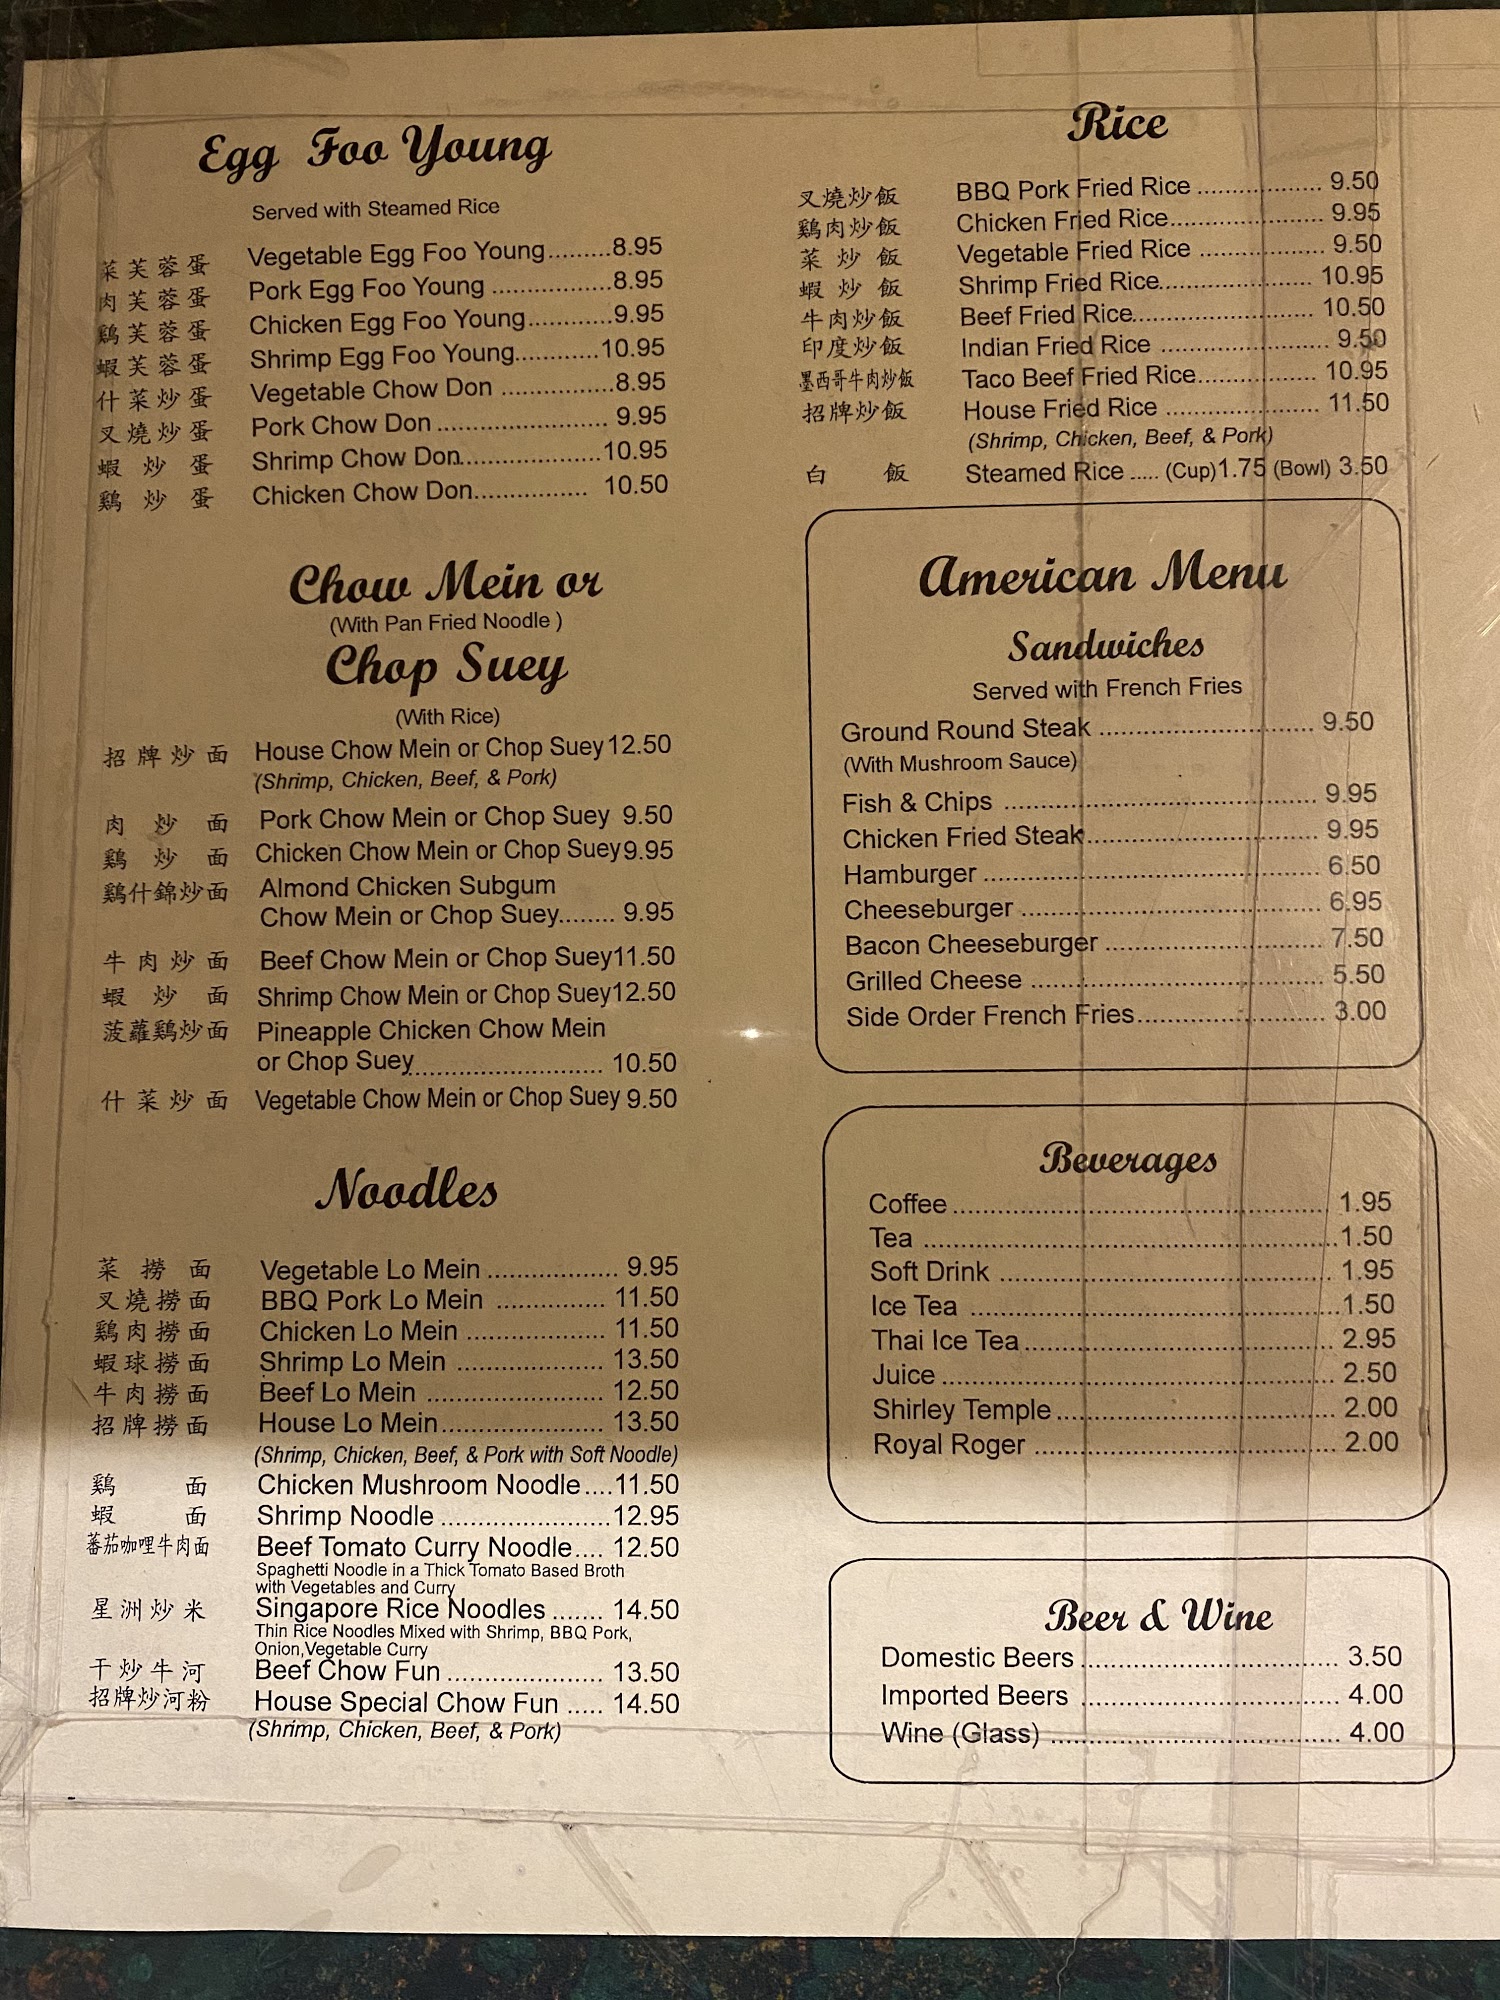 Egg Foo Young
Served with Steamed Rice
菜芙蓉蛋 Vegetable Egg Foo Young.........8.95
肉芙蓉蛋 Pork Egg Foo Young .................8.95
鷄芙蓉蛋 Chicken Egg Foo Young............9.95
蝦芙蓉蛋 Shrimp Egg Foo Young............10.95
什菜炒蛋 Vegetable Chow Don ................8.95
叉燒炒蛋 Pork Chow Don ........................ 9.95
蝦炒蛋 Shrimp Chow Don....................10.95
鷄炒蛋 Chicken Chow Don................ 10.50
Chow Mein or
(With Pan Fried Noodle )
Chop Suey
(With Rice)
招牌炒面 House Chow Mein or Chop Suey 12.50
(Shrimp, Chicken, Beef, & Pork)
肉炒面 Pork Chow Mein or Chop Suey 9.50
鷄炒面 Chicken Chow Mein or Chop Suey 9.95
鷄什錦炒面 Almond Chicken Subgum
Chow Mein or Chop Suey........ 9.95
牛肉炒面 Beef Chow Mein or Chop Suey 11.50
蝦炒面 Shrimp Chow Mein or Chop Suey 12.50
菠蘿鷄炒面 Pineapple Chicken Chow Mein
or Chop Suey........................... 10.50
什菜炒面 Vegetable Chow Mein or Chop Suey 9.50
Noodles
菜撈面 Vegetable Lo Mein ................... 9.95
叉燒撈面 BBQ Pork Lo Mein ................ 11.50
鷄肉撈面 Chicken Lo Mein .................... 11.50
蝦球撈面 Shrimp Lo Mein ..................... 13.50
牛肉撈面 Beef Lo Mein .......................... 12.50
招牌撈面 House Lo Mein........................ 13.50
(Shrimp, Chicken, Beef, & Pork with Soft Noodle)
鷄面 Chicken Mushroom Noodle....11.50
蝦面 Shrimp Noodle .........................12.95
蕃茄咖哩牛肉面 Beef Tomato Curry Noodle.... 12.50
Spaghetti Noodle in a Thick Tomato Based Broth
with Vegetables and Curry
星洲炒米 Singapore Rice Noodles ....... 14.50
Thin Rice Noodles Mixed with Shrimp, BBQ Pork,
Onion,Vegetable Curry
干炒牛河 Beef Chow Fun ....................... 13.50
招牌炒河粉 House Special Chow Fun ..... 14.50
(Shrimp, Chicken, Beef, & Pork)
Rice
叉燒炒飯 BBQ Pork Fried Rice .................. 9.50
鷄肉炒飯 Chicken Fried Rice...................... 9.95
菜炒飯 Vegetable Fried Rice .................. 9.50
蝦炒飯 Shrimp Fried Rice...................... 10.95
牛肉炒飯 Beef Fried Rice.......................... 10.50
印度炒飯 Indian Fried Rice ........................ 9.50
墨西哥牛肉炒飯 Taco Beef Fried Rice................. 10.95
招牌炒飯 House Fried Rice ...................... 11.50
(Shrimp, Chicken, Beef, & Pork)
白飯 Steamed Rice ..... (Cup)1.75 (Bowl) 3.50
American Menu
Sandwiches
Served with French Fries
Ground Round Steak ............................... 9.50
(With Mushroom Sauce)
Fish & Chips ............................................. 9.95
Chicken Fried Steak................................. 9.95
Hamburger ................................................ 6.50
Cheeseburger ........................................... 6.95
Bacon Cheeseburger ............................... 7.50
Grilled Cheese .......................................... 5.50
Side Order French Fries........................... 3.00
Beverages
Coffee...................................................... 1.95
Tea ...........................................................1.50
Soft Drink ................................................ 1.95
Ice Tea .....................................................1.50
Thai Ice Tea............................................. 2.95
Juice ........................................................ 2.50
Shirley Temple........................................ 2.00
Royal Roger ........................................... 2.00
Beer & Wine
Domestic Beers..................................... 3.50
Imported Beers ..................................... 4.00
Wine (Glass) ......................................... 4.00